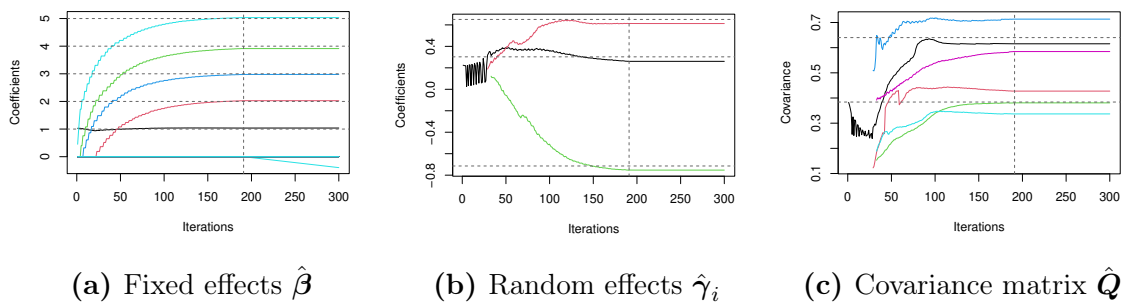 Coefficients
0 1 2 3 4 5
0 50 100 150 200 250 300
Iterations
Coefficients
−0.8 −0.4 0.0 0.4
0 50 100 150 200 250 300
Iterations
Covariance
0.1 0.3 0.5 0.7
0 50 100 150 200 250 300
Iterations
(a) Fixed effects β̂
(b) Random effects γ̂ᵢ
(c) Covariance matrix Q̂